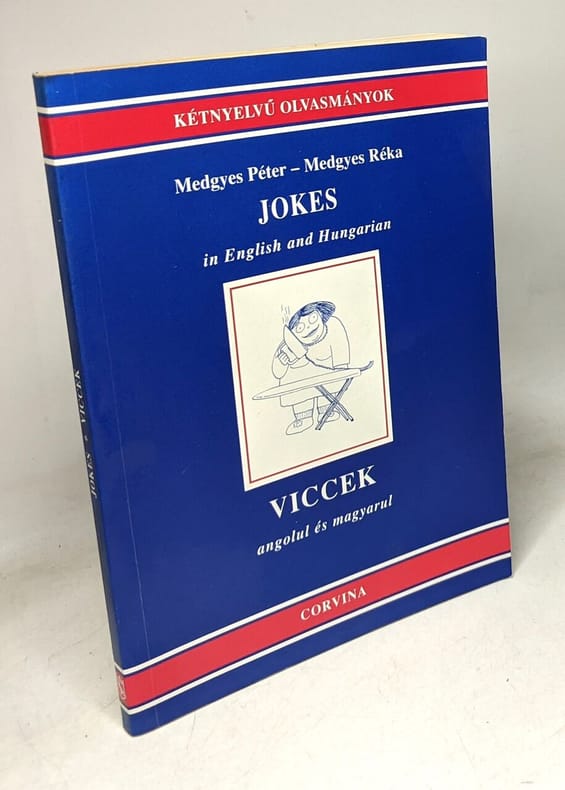 KÉTNYELVŰ OLVASMÁNYOK
Medgyes Péter – Medgyes Réka
JOKES
in English and Hungarian
VICCEK
angolul és magyarul
CORVINA
JOKES * VICCEK